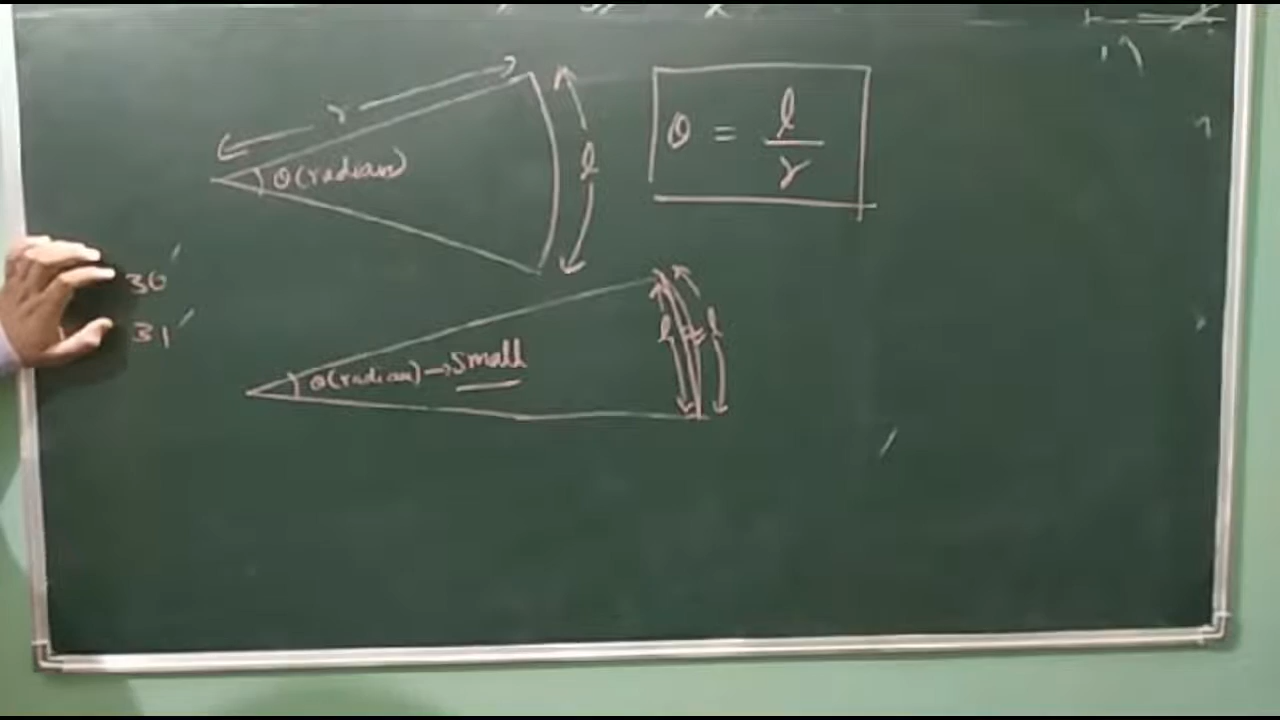 r
θ(radian)
l
θ = l/r
30′
31′
θ(radian)→small
l ≈ l